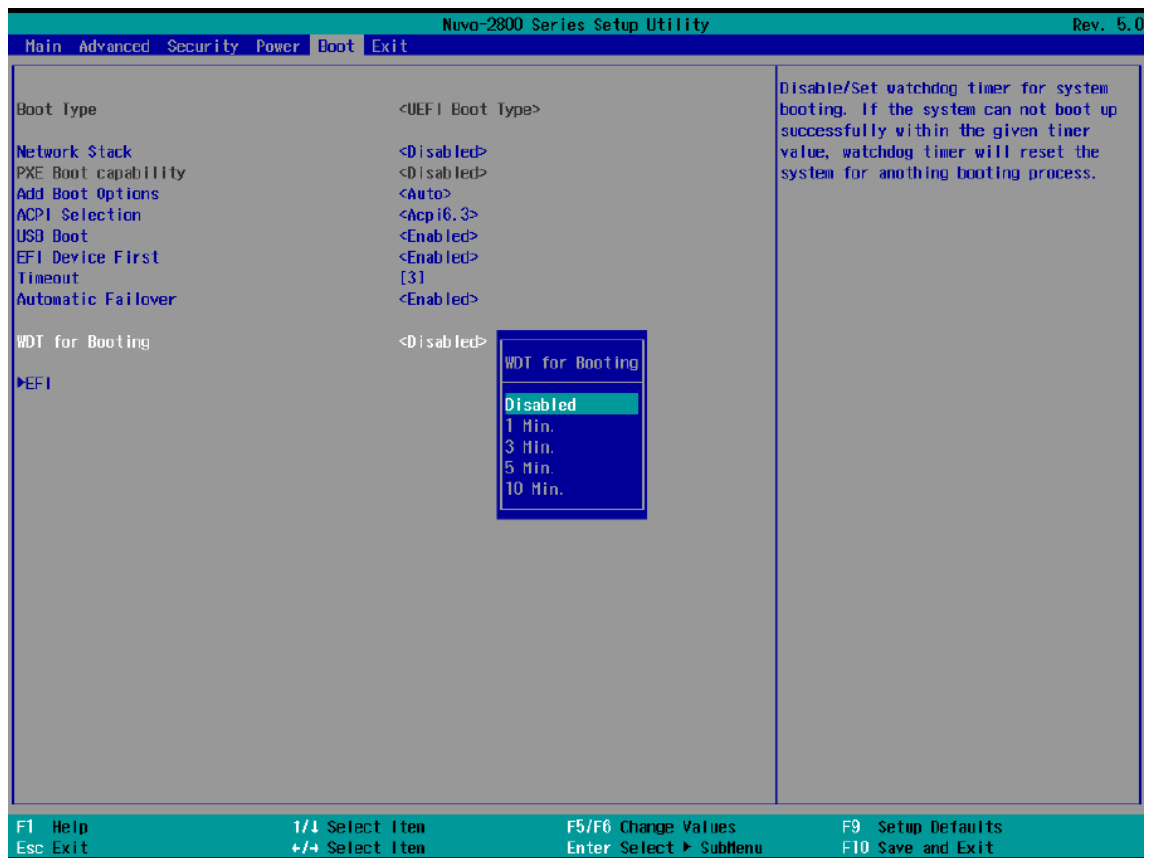 Nuvo-2800 Series Setup Utility Rev. 5.0
Main Advanced Security Power Boot Exit
Boot Type <UEFI Boot Type>
Network Stack <Disabled>
PXE Boot capability <Disabled>
Add Boot Options <Auto>
ACPI Selection <Acpi6.3>
USB Boot <Enabled>
EFI Device First <Enabled>
Timeout [3]
Automatic Failover <Enabled>
WDT for Booting <Disabled>
►EFI
WDT for Booting
Disabled
1 Min.
3 Min.
5 Min.
10 Min.
Disable/Set watchdog timer for system
booting. If the system can not boot up
successfully within the given timer
value, watchdog timer will reset the
system for anothing booting process.
F1 Help ↑/↓ Select Item F5/F6 Change Values F9 Setup Defaults
Esc Exit ←/→ Select Item Enter Select ► SubMenu F10 Save and Exit